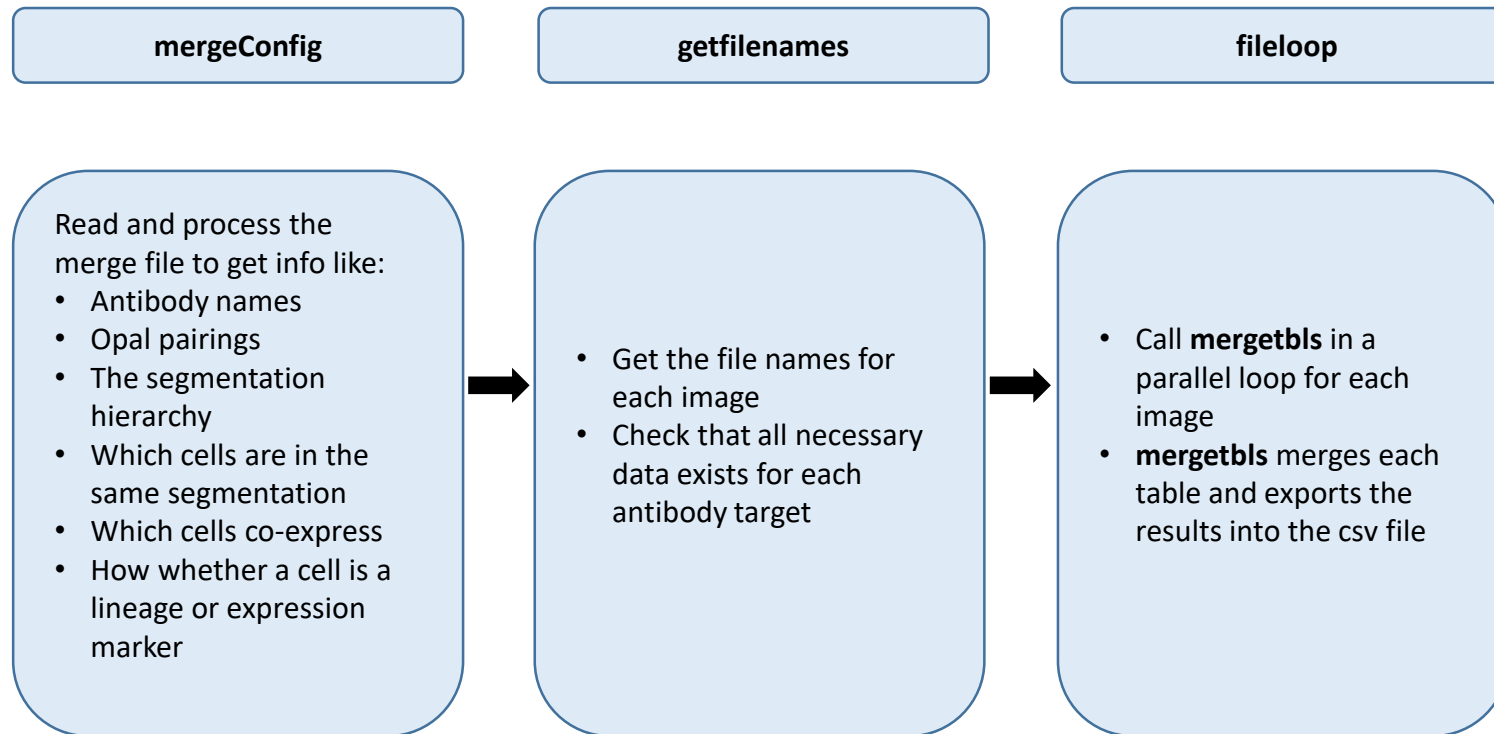 mergeConfig
getfilenames
fileloop
Read and process the
merge file to get info like:
• Antibody names
• Opal pairings
• The segmentation
hierarchy
• Which cells are in the
same segmentation
• Which cells co-express
• How whether a cell is a
lineage or expression
marker
• Get the file names for
each image
• Check that all necessary
data exists for each
antibody target
• Call mergetbls in a
parallel loop for each
image
• mergetbls merges each
table and exports the
results into the csv file